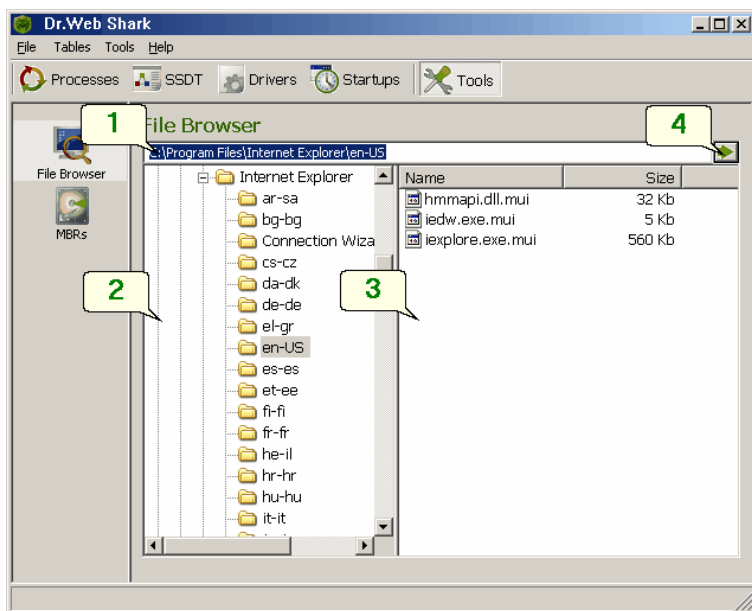 Dr.Web Shark
File Tables Tools Help
Processes SSDT Drivers Startups Tools
1
4
File Browser
C:\Program Files\Internet Explorer\en-US
File Browser
MBRs
Internet Explorer
ar-sa
bg-bg
Connection Wiza
cs-cz
da-dk
de-de
el-gr
en-US
es-es
et-ee
fi-fi
fr-fr
he-il
hr-hr
hu-hu
it-it
2
3
Name Size
hmmapi.dll.mui 32 Kb
iedw.exe.mui 5 Kb
iexplore.exe.mui 560 Kb